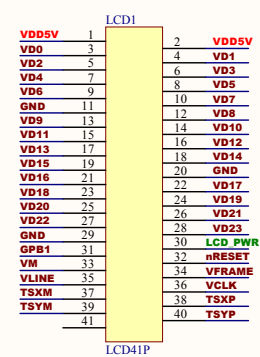 LCD1
VDD5V 1 2 VDD5V
VD0 3 4 VD1
VD2 5 6 VD3
VD4 7 8 VD5
VD6 9 10 VD7
GND 11 12 VD8
VD9 13 14 VD10
VD11 15 16 VD12
VD13 17 18 VD14
VD15 19 20 GND
VD16 21 22 VD17
VD18 23 24 VD19
VD20 25 26 VD21
VD22 27 28 VD23
GND 29 30 LCD_PWR
GPB1 31 32 nRESET
VM 33 34 VFRAME
VLINE 35 36 VCLK
TSXM 37 38 TSXP
TSYM 39 40 TSYP
41
LCD41P